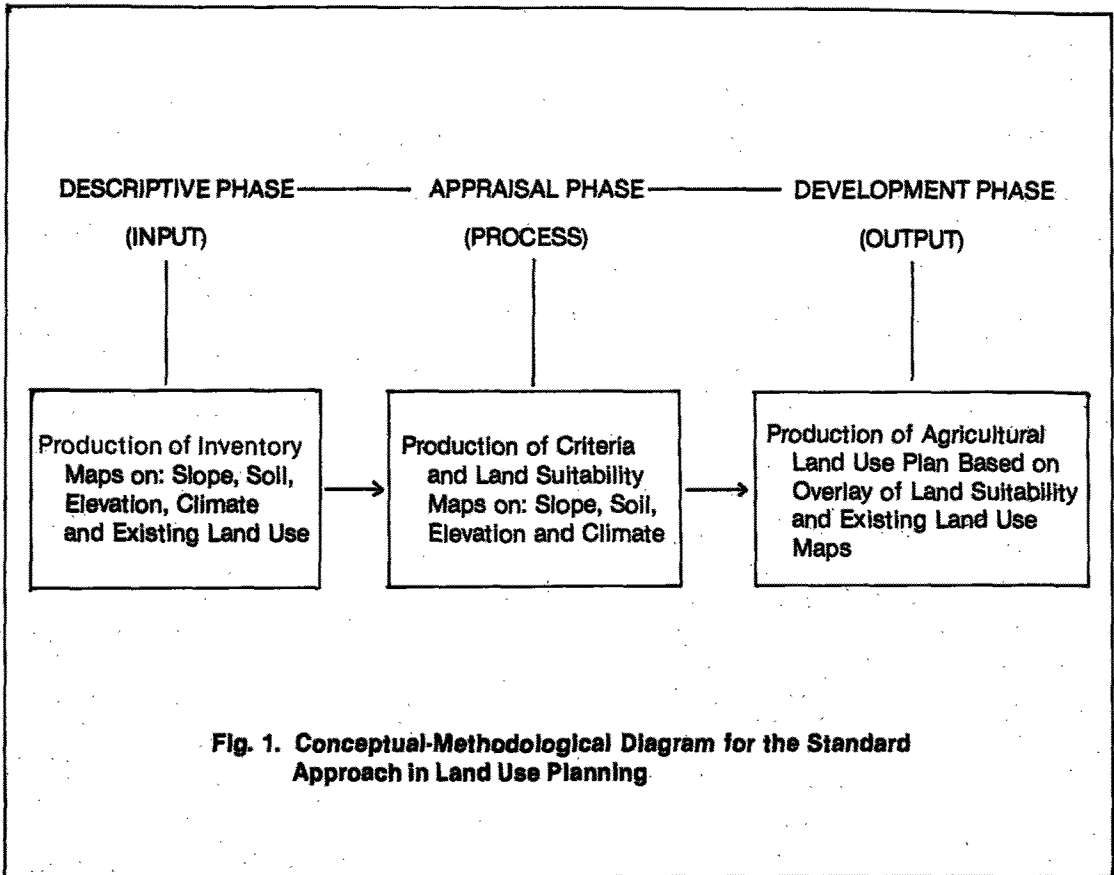 DESCRIPTIVE PHASE
APPRAISAL PHASE
DEVELOPMENT PHASE
(INPUT)
(PROCESS)
(OUTPUT)
Production of Inventory
Maps on: Slope, Soil,
Elevation, Climate
and Existing Land Use
Production of Criteria
and Land Suitability
Maps on: Slope, Soil,
Elevation and Climate
Production of Agricultural
Land Use Plan Based on
Overlay of Land Suitability
and Existing Land Use
Maps
Fig. 1. Conceptual-Methodological Diagram for the Standard
Approach in Land Use Planning